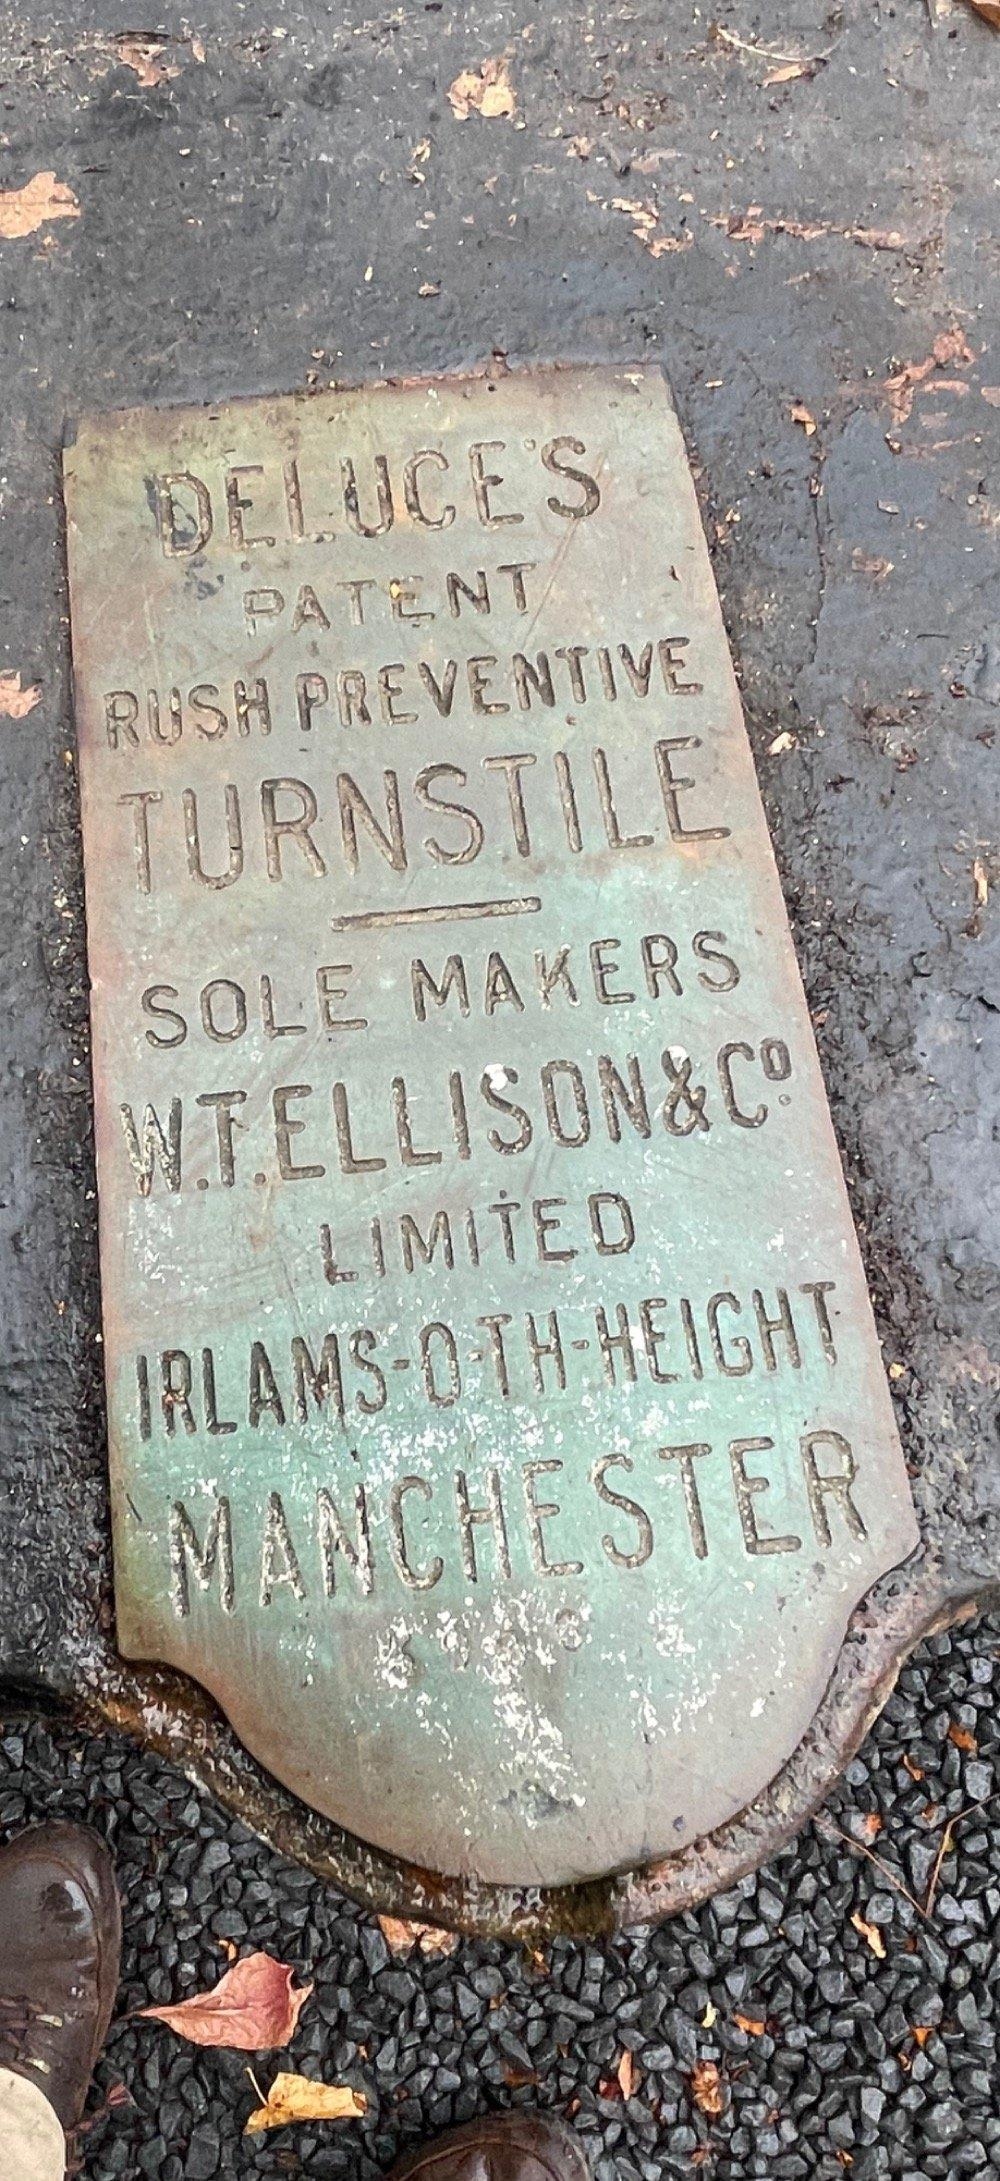 DELUCE'S
PATENT
RUSH PREVENTIVE
TURNSTILE
SOLE MAKERS
W.T. ELLISON & Co.
LIMITED
IRLAMS-O-TH-HEIGHT
MANCHESTER